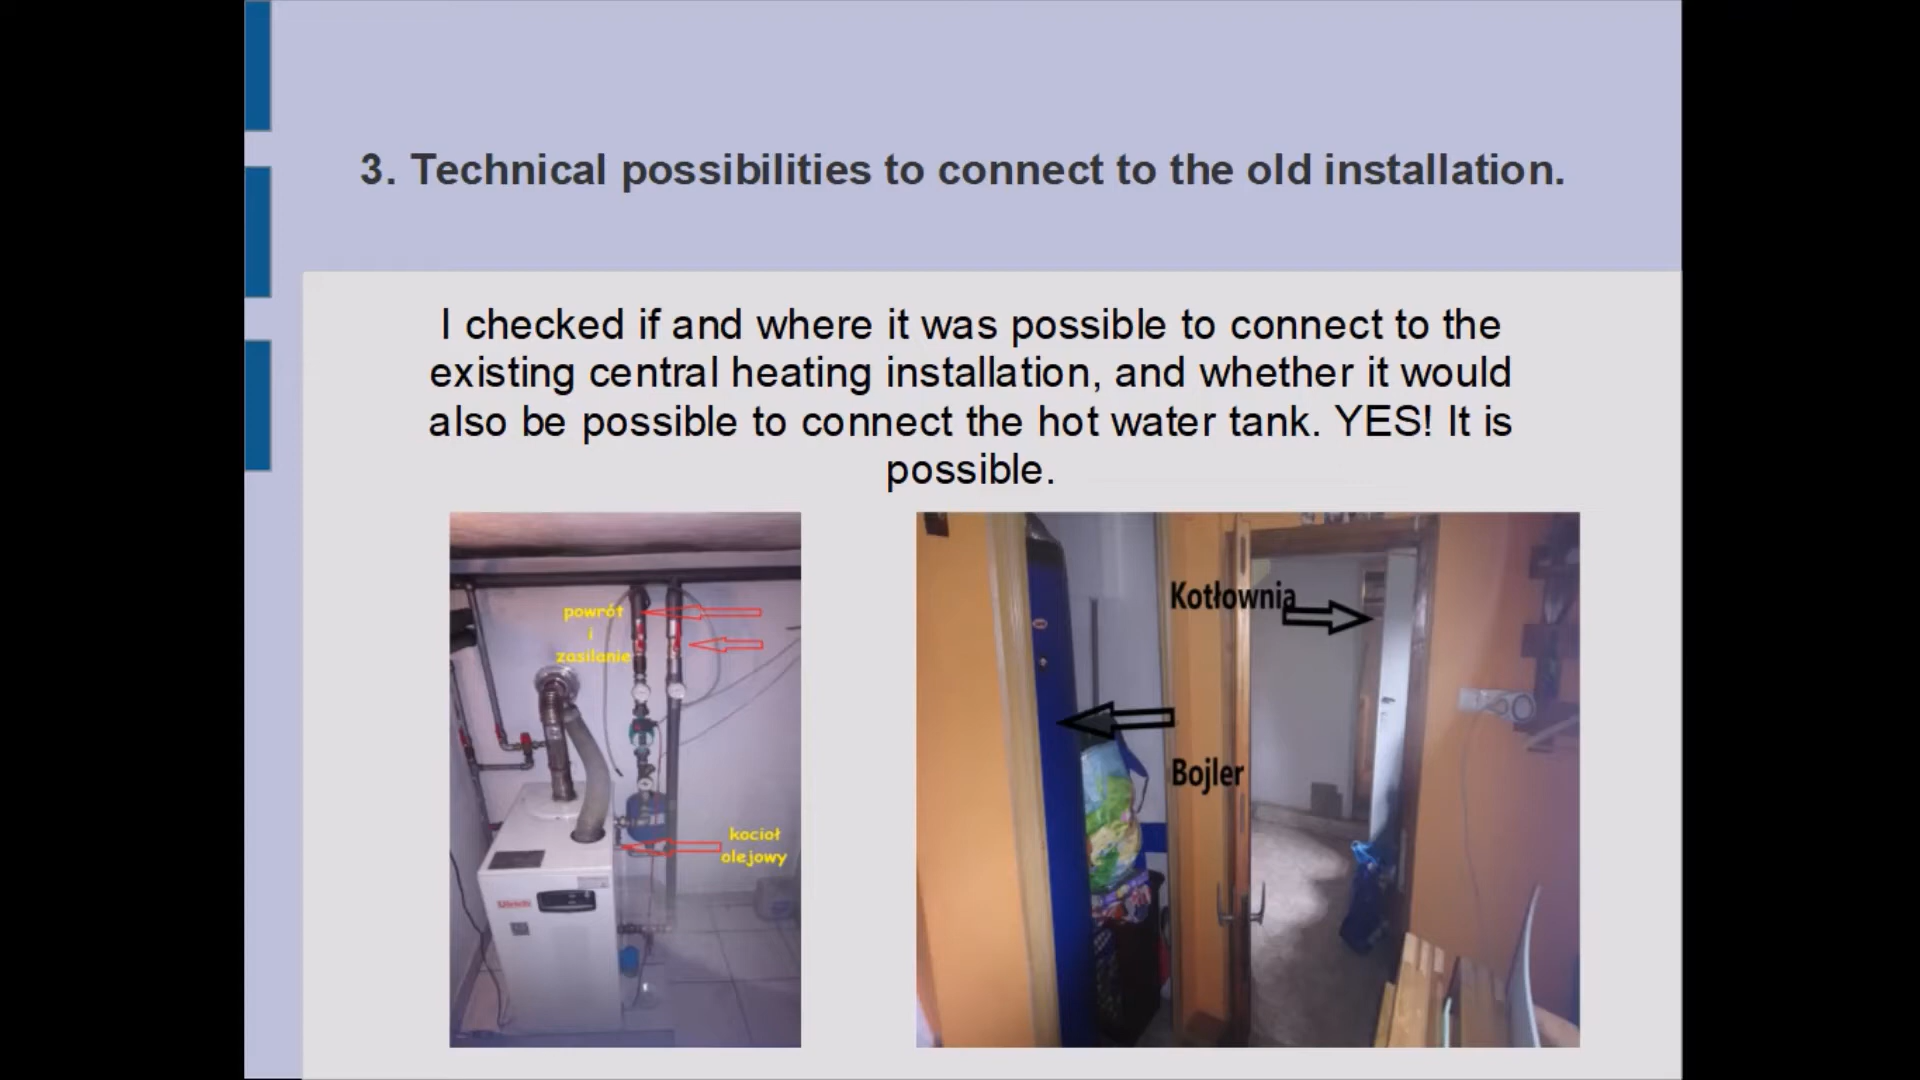 3. Technical possibilities to connect to the old installation.
I checked if and where it was possible to connect to the
existing central heating installation, and whether it would
also be possible to connect the hot water tank. YES! It is
possible.
powrót
i
zasilanie
kocioł
olejowy
Kotłownia
Bojler